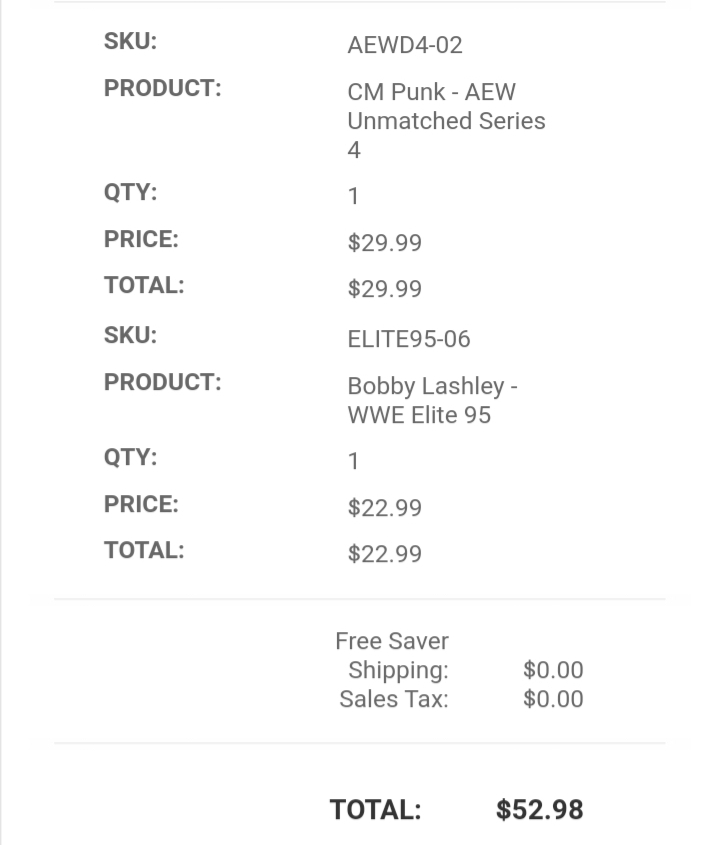 SKU: AEWD4-02
PRODUCT: CM Punk - AEW
Unmatched Series
4
QTY: 1
PRICE: $29.99
TOTAL: $29.99
SKU: ELITE95-06
PRODUCT: Bobby Lashley -
WWE Elite 95
QTY: 1
PRICE: $22.99
TOTAL: $22.99
Free Saver
Shipping: $0.00
Sales Tax: $0.00
TOTAL: $52.98